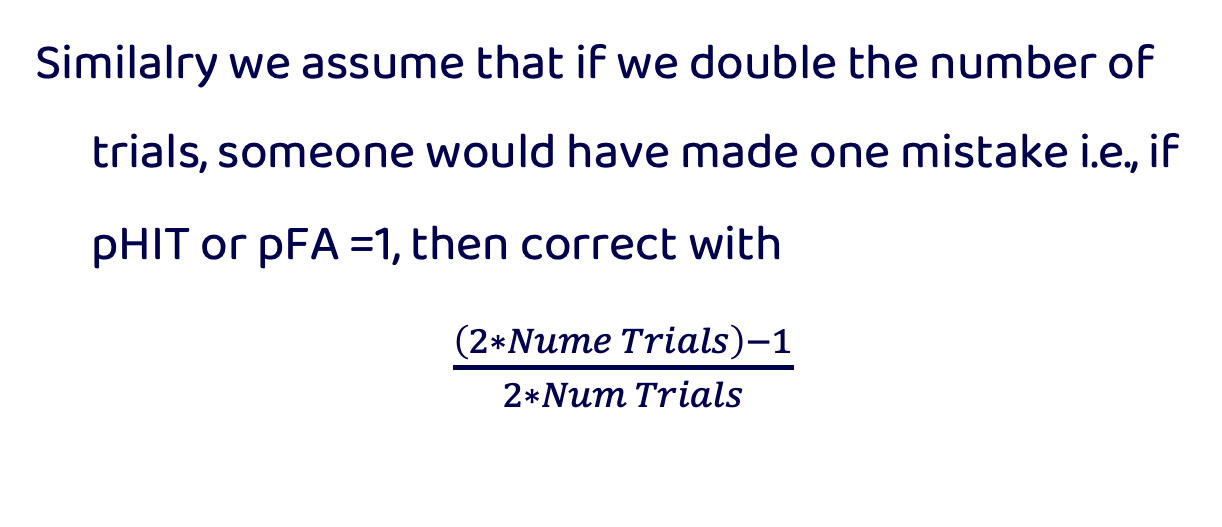 Similalry we assume that if we double the number of
trials, someone would have made one mistake i.e., if
pHIT or pFA =1, then correct with
(2*Nume Trials)−1
2*Num Trials